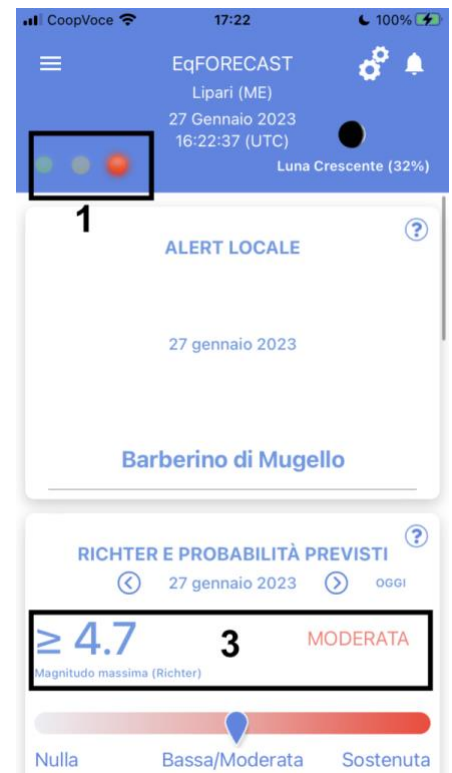 CoopVoce 17:22 100%
EqFORECAST
Lipari (ME)
27 Gennaio 2023
16:22:37 (UTC)
Luna Crescente (32%)
1
?
ALERT LOCALE
27 gennaio 2023
Barberino di Mugello
?
RICHTER E PROBABILITÀ PREVISTI
27 gennaio 2023 OGGI
≥ 4.7 3 MODERATA
Magnitudo massima (Richter)
Nulla Bassa/Moderata Sostenuta